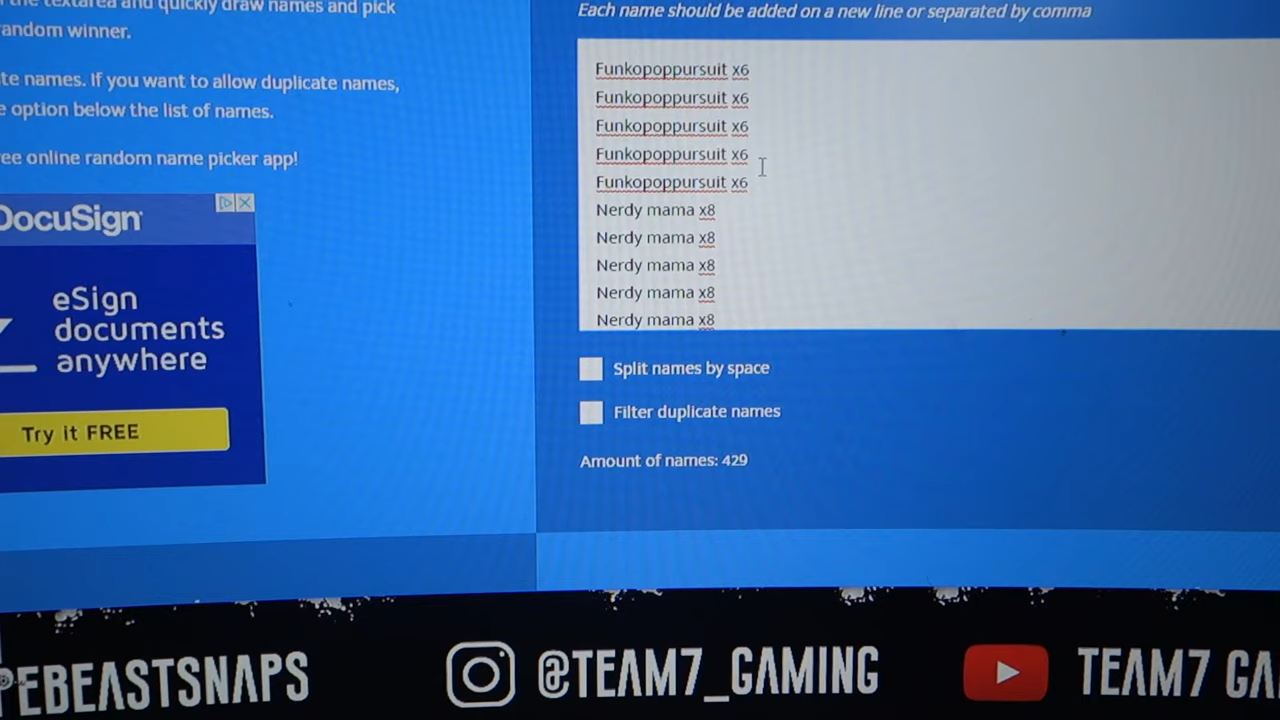 the textarea and quickly draw names and pick
random winner.
te names. If you want to allow duplicate names,
e option below the list of names.
ree online random name picker app!
DocuSign
eSign
documents
anywhere
Try it FREE
Each name should be added on a new line or separated by comma
Funkopoppursuit x6
Funkopoppursuit x6
Funkopoppursuit x6
Funkopoppursuit x6
Funkopoppursuit x6
Nerdy mama x8
Nerdy mama x8
Nerdy mama x8
Nerdy mama x8
Nerdy mama x8
Split names by space
Filter duplicate names
Amount of names: 429
PEBEASTSNAPS
@TEAM7_GAMING
TEAM7 GA